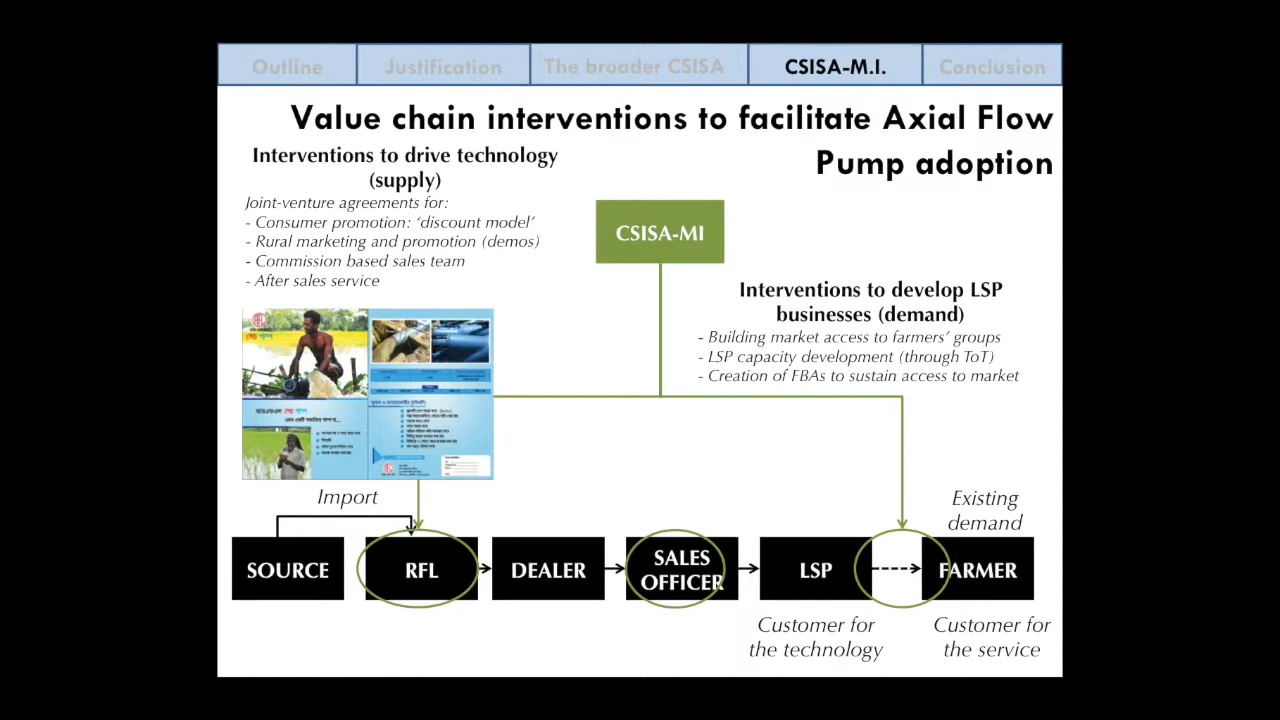 Outline
Justification
The broader CSISA
CSISA-M.I.
Conclusion
Value chain interventions to facilitate Axial Flow
Pump adoption
Interventions to drive technology
(supply)
Joint-venture agreements for:
- Consumer promotion: ‘discount model’
- Rural marketing and promotion (demos)
- Commission based sales team
- After sales service
CSISA-MI
Interventions to develop LSP
businesses (demand)
- Building market access to farmers’ groups
- LSP capacity development (through ToT)
- Creation of FBAs to sustain access to market
Import
Existing
demand
SOURCE
RFL
DEALER
SALES
OFFICER
LSP
FARMER
Customer for
the technology
Customer for
the service